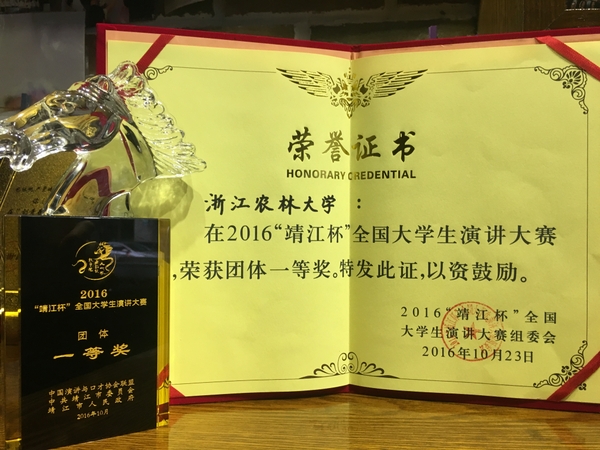 荣誉证书
HONORARY CREDENTIAL
浙江农林大学：
在2016“靖江杯”全国大学生演讲大赛
,荣获团体一等奖。特发此证,以资鼓励。
2016“靖江杯”全国
大学生演讲大赛组委会
2016年10月23日
2016
“靖江杯”全国大学生演讲大赛
团体
一等奖
中国演讲与口才协会联盟
中共靖江市委员会
靖江市人民政府
2016年10月